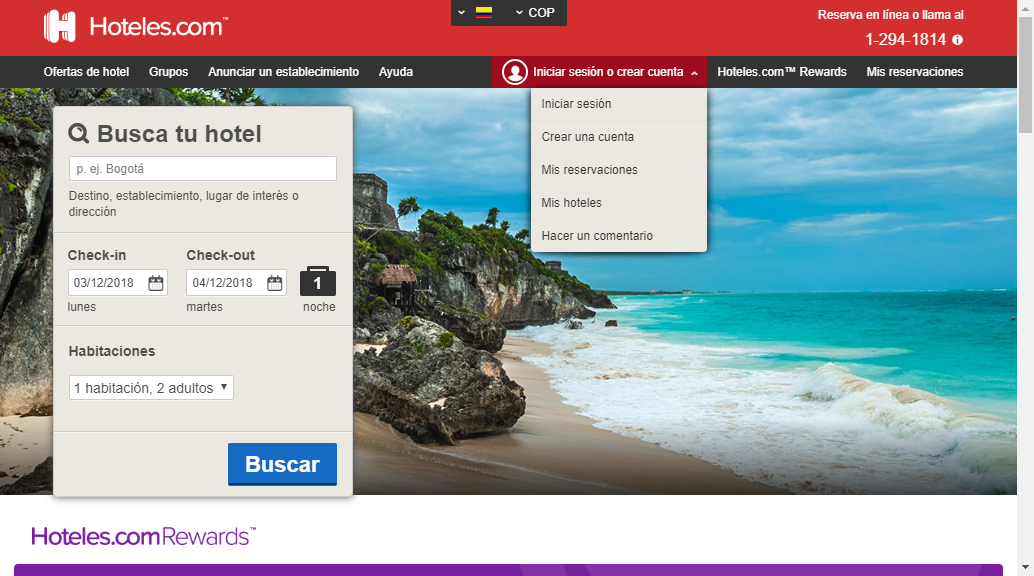 Hoteles.com™
COP
Reserva en línea o llama al
1-294-1814
Ofertas de hotel
Grupos
Anunciar un establecimiento
Ayuda
Iniciar sesión o crear cuenta
Hoteles.com™ Rewards
Mis reservaciones
Iniciar sesión
Crear una cuenta
Mis reservaciones
Mis hoteles
Hacer un comentario
Busca tu hotel
p. ej. Bogotá
Destino, establecimiento, lugar de interés o
dirección
Check-in
Check-out
03/12/2018
04/12/2018
1
lunes
martes
noche
Habitaciones
1 habitación, 2 adultos
Buscar
Hoteles.com Rewards™